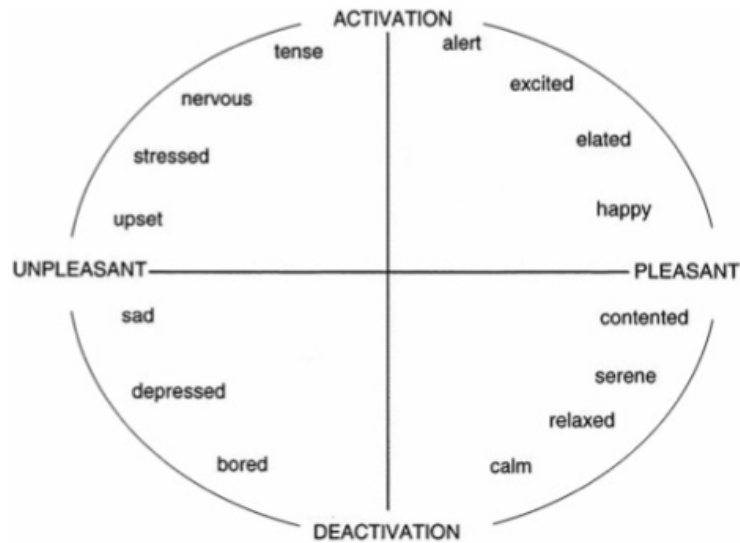 ACTIVATION
tense
alert
nervous
excited
stressed
elated
upset
happy
UNPLEASANT
PLEASANT
sad
contented
depressed
serene
relaxed
bored
calm
DEACTIVATION